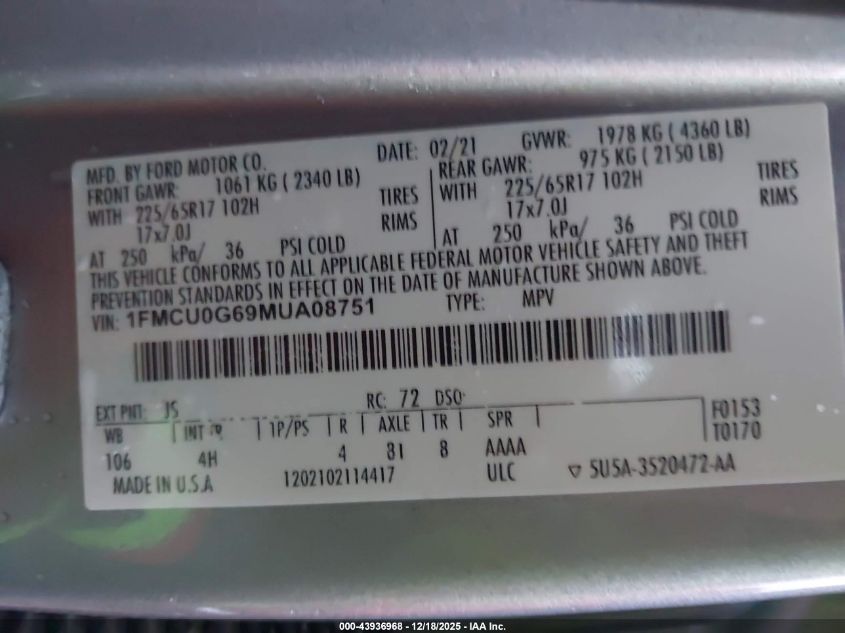 MFD. BY FORD MOTOR CO. DATE: 02/21 GVWR: 1978 KG ( 4360 LB)
FRONT GAWR: 1061 KG ( 2340 LB) REAR GAWR: 975 KG ( 2150 LB)
WITH 225/65R17 102H TIRES WITH 225/65R17 102H TIRES
17x7.0J RIMS 17x7.0J RIMS
AT 250 kPa/ 36 PSI COLD AT 250 kPa/ 36 PSI COLD
THIS VEHICLE CONFORMS TO ALL APPLICABLE FEDERAL MOTOR VEHICLE SAFETY AND THEFT
PREVENTION STANDARDS IN EFFECT ON THE DATE OF MANUFACTURE SHOWN ABOVE.
VIN: 1FMCU0G69MUA08751 TYPE: MPV
EXT PNT: JS RC: 72 DSO:
WB INT TR TP/PS R AXLE TR SPR F0153
106 4H 4 81 8 AAAA T0170
MADE IN U.S.A 1202102114417 ULC ▽ 5U5A-3520472-AA
000-43936968 - 12/18/2025 - IAA Inc.